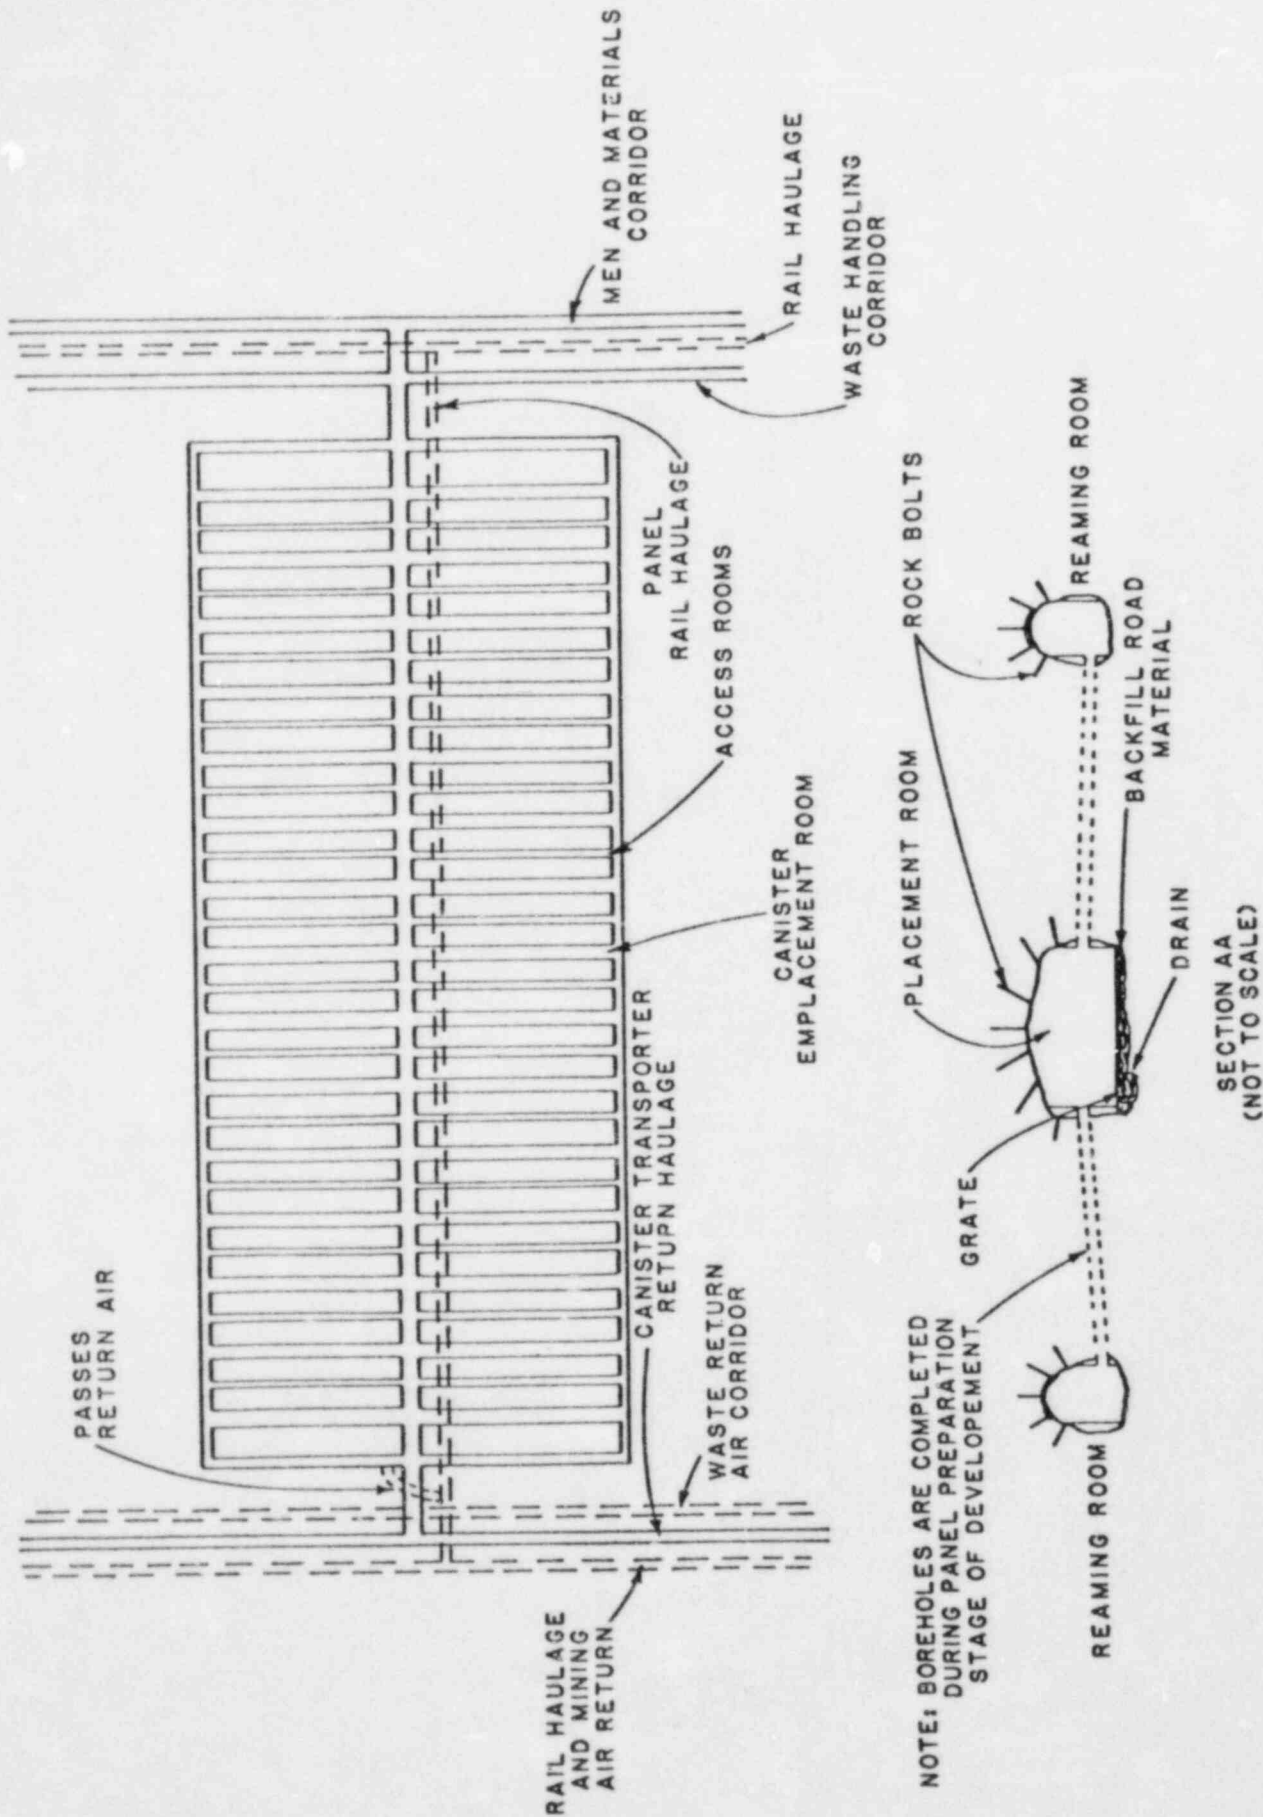 PASSES
RETURN AIR
MEN AND MATERIALS
CORRIDOR
RAIL HAULAGE
WASTE HANDLING
CORRIDOR
PANEL
RAIL HAULAGE
ACCESS ROOMS
CANISTER
EMPLACEMENT ROOM
CANISTER TRANSPORTER
RETURN HAULAGE
WASTE RETURN
AIR CORRIDOR
RAIL HAULAGE
AND MINING
AIR RETURN
NOTE: BOREHOLES ARE COMPLETED
DURING PANEL PREPARATION
STAGE OF DEVELOPEMENT
GRATE
PLACEMENT ROOM
ROCK BOLTS
REAMING ROOM
REAMING ROOM
BACKFILL ROAD
MATERIAL
DRAIN
SECTION AA
(NOT TO SCALE)